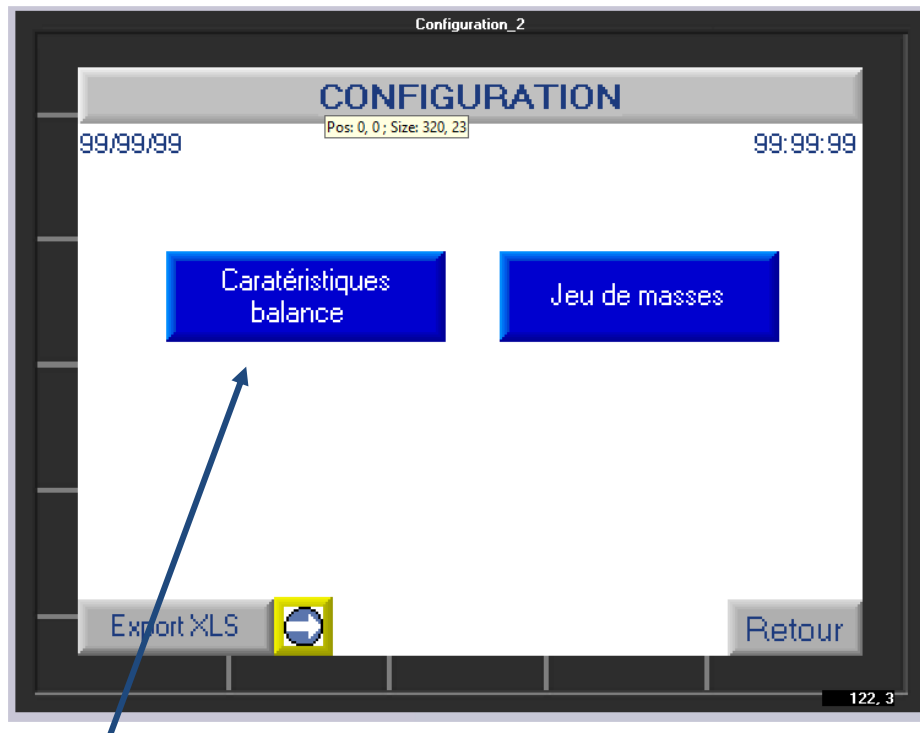 Configuration_2
CONFIGURATION
Pos: 0, 0 ; Size: 320, 23
99/99/99
99:99:99
Caratéristiques
balance
Jeu de masses
Export XLS
Retour
122, 3